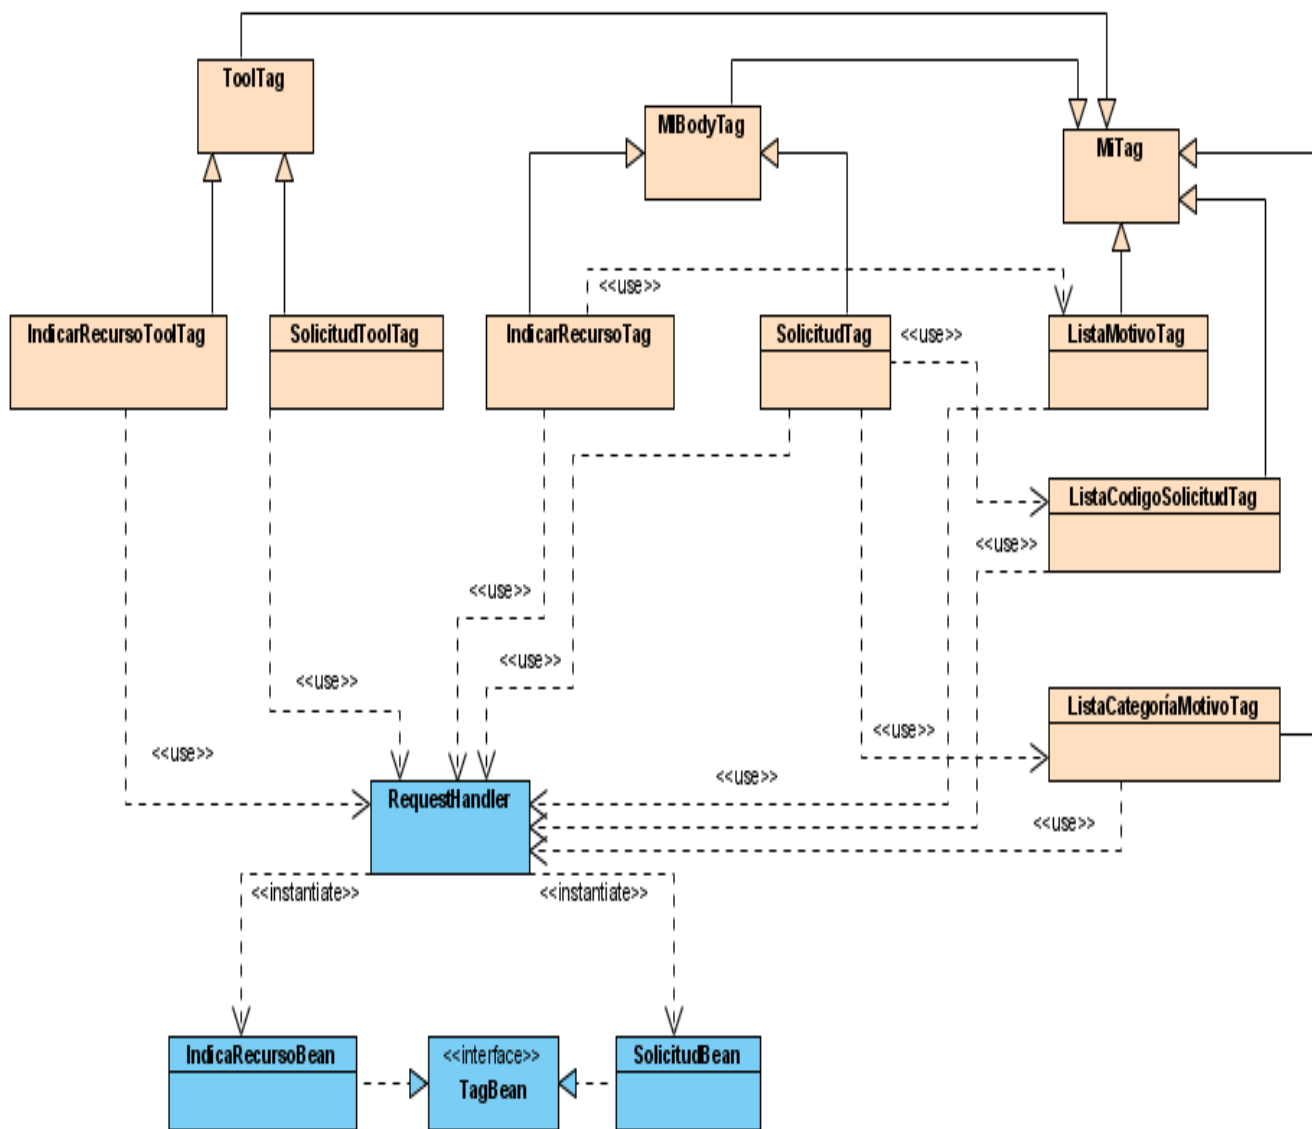 ToolTag
MIBodyTag
MiTag
<<use>>
IndicarRecursoToolTag
SolicitudToolTag
IndicarRecursoTag
SolicitudTag
<<use>>
ListaMotivoTag
ListaCodigoSolicitudTag
<<use>>
<<use>>
<<use>>
<<use>>
ListaCategoríaMotivoTag
<<use>>
<<use>>
<<use>>
RequestHandler
<<use>>
<<instantiate>>
<<instantiate>>
IndicaRecursoBean
<<interface>>
TagBean
SolicitudBean